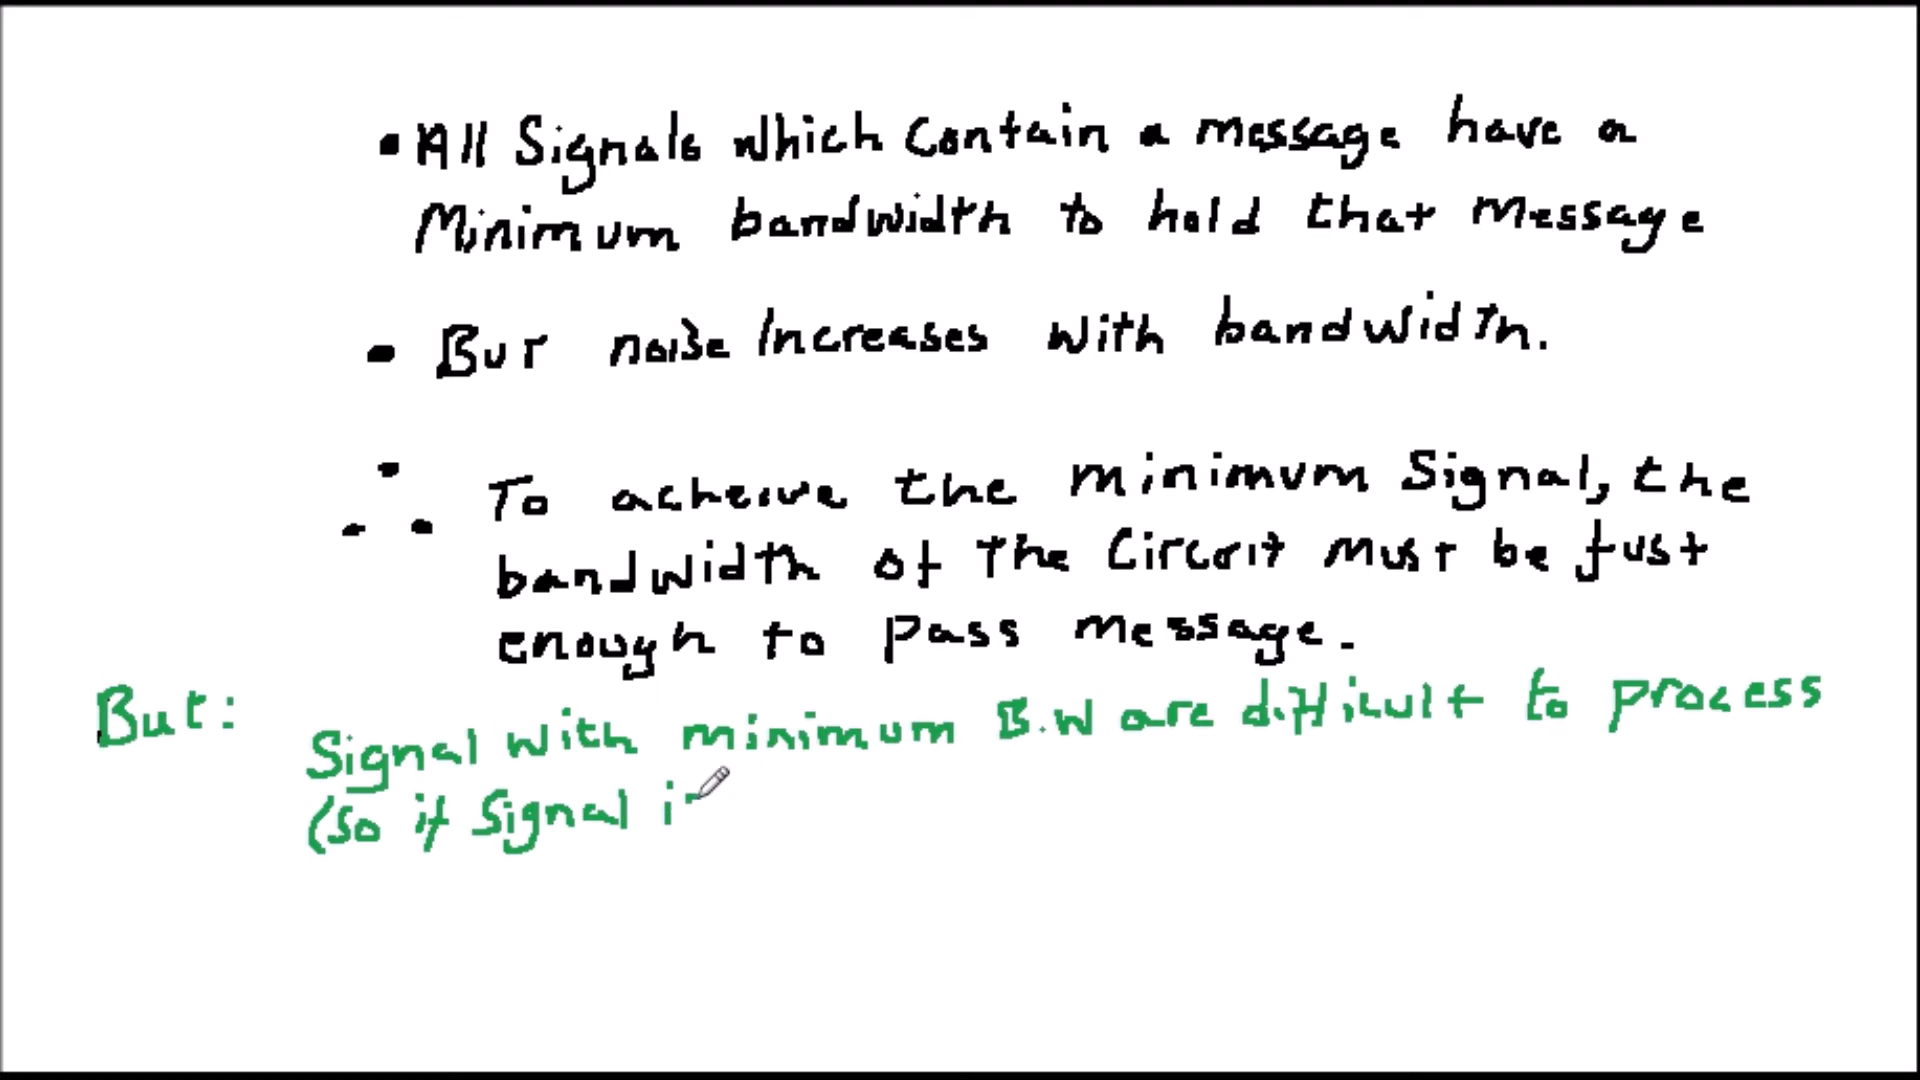 • All Signals which contain a message have a
Minimum bandwidth to hold that message
• But noise Increases with bandwidth.
∴ To acheive the minimum Signal, the
bandwidth of the Circuit must be just
enough to pass message.
But: Signal with minimum B.W are difficult to process
(so if Signal i